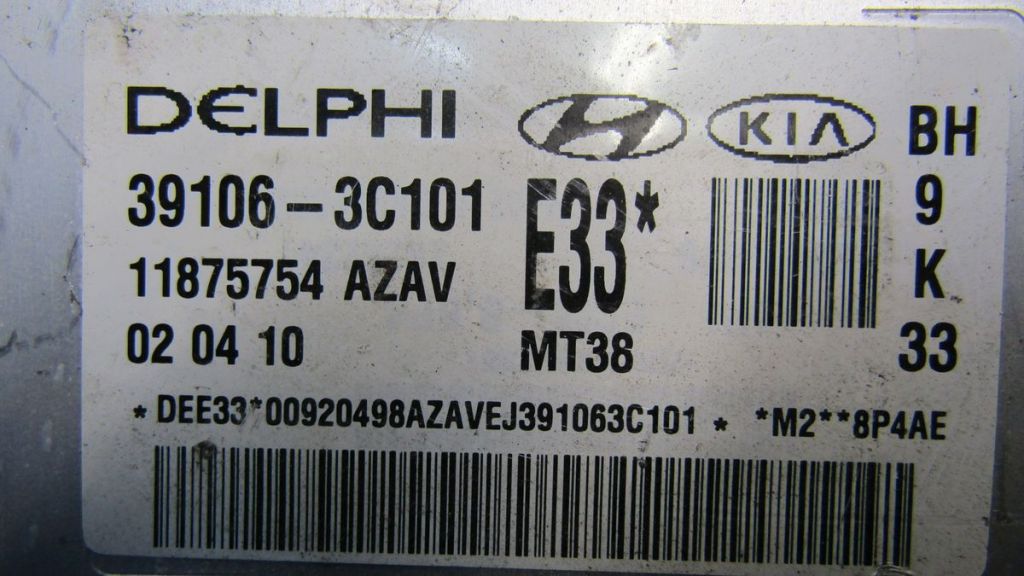 DELPHI H KIA BH
39106-3C101 E33* 9
11875754 AZAV K
02 04 10 MT38 33
*DEE33*00920498AZAVEJ391063C101* *M2**8P4AE